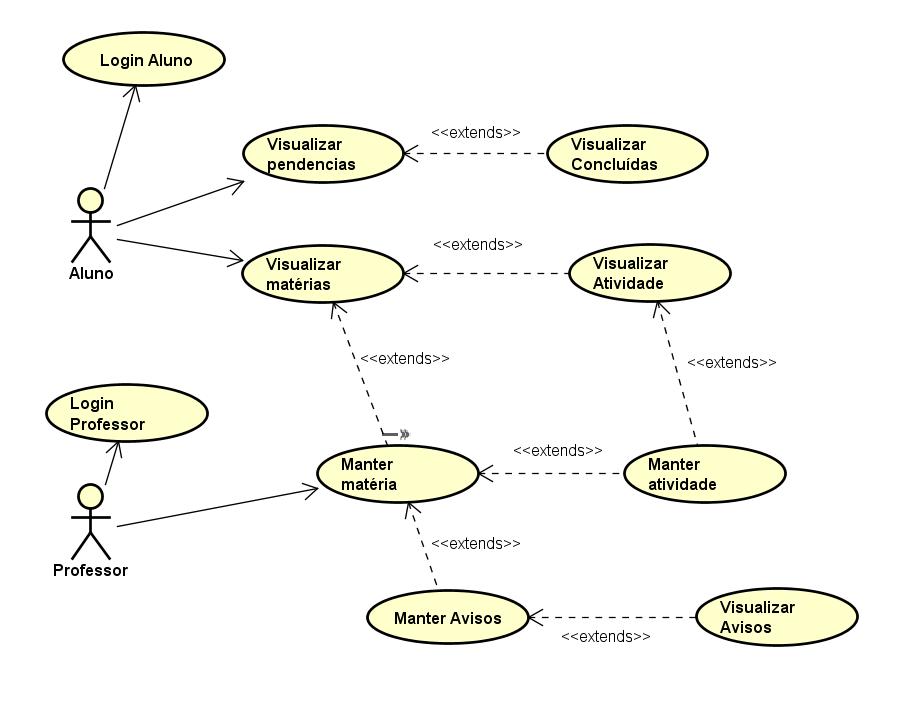 Login Aluno
Visualizar
pendencias
<<extends>>
Visualizar
Concluídas
Aluno
Visualizar
matérias
<<extends>>
Visualizar
Atividade
<<extends>>
<<extends>>
Login
Professor
Manter
matéria
<<extends>>
Manter
atividade
Professor
<<extends>>
Manter Avisos
<<extends>>
Visualizar
Avisos